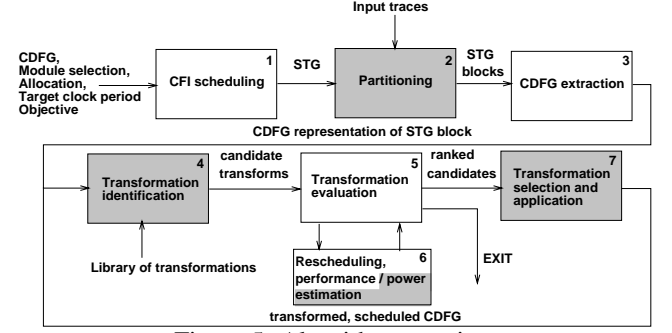 Input traces
CDFG,
Module selection,
Allocation,
Target clock period
Objective
1
CFI scheduling
STG
2
Partitioning
STG
blocks
3
CDFG extraction
CDFG representation of STG block
4
Transformation
identification
candidate
transforms
5
Transformation
evaluation
ranked
candidates
7
Transformation
selection and
application
Library of transformations
6
Rescheduling,
performance / power
estimation
EXIT
transformed, scheduled CDFG